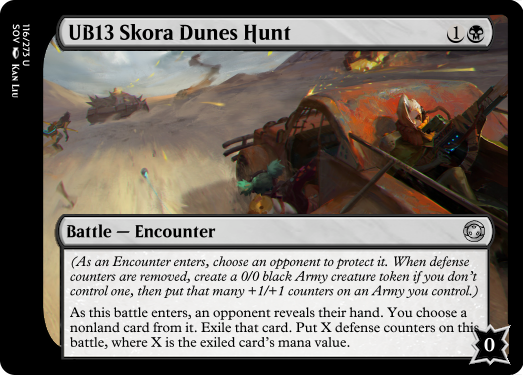 UB13 Skora Dunes Hunt
1
Battle — Encounter
(As an Encounter enters, choose an opponent to protect it. When defense
counters are removed, create a 0/0 black Army creature token if you don't
control one, then put that many +1/+1 counters on an Army you control.)
As this battle enters, an opponent reveals their hand. You choose a
nonland card from it. Exile that card. Put X defense counters on this
battle, where X is the exiled card's mana value.
0
116/273 U
SOV Kan Liu